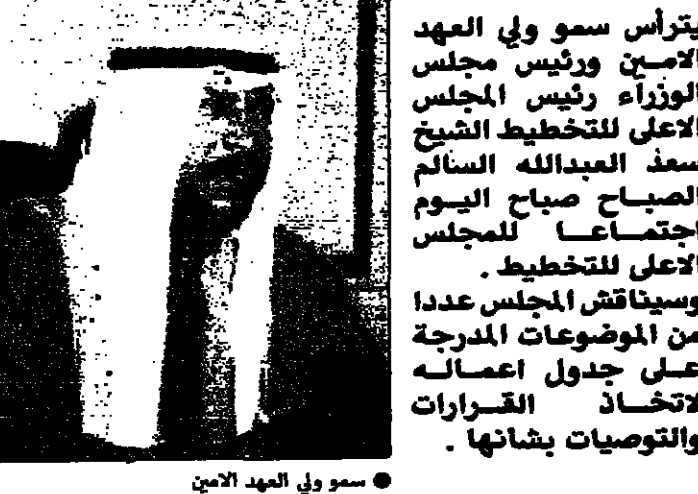 يترأس سمو ولي العهد
الامين ورئيس مجلس
الوزراء رئيس المجلس
الاعلى للتخطيط الشيخ
سعد العبدالله السالم
الصباح صباح اليوم
اجتماعا للمجلس
الاعلى للتخطيط .
وسيناقش المجلس عددا
من الموضوعات المدرجة
على جدول اعماله
لاتخاذ القرارات
والتوصيات بشانها .
● سمو ولي العهد الامين